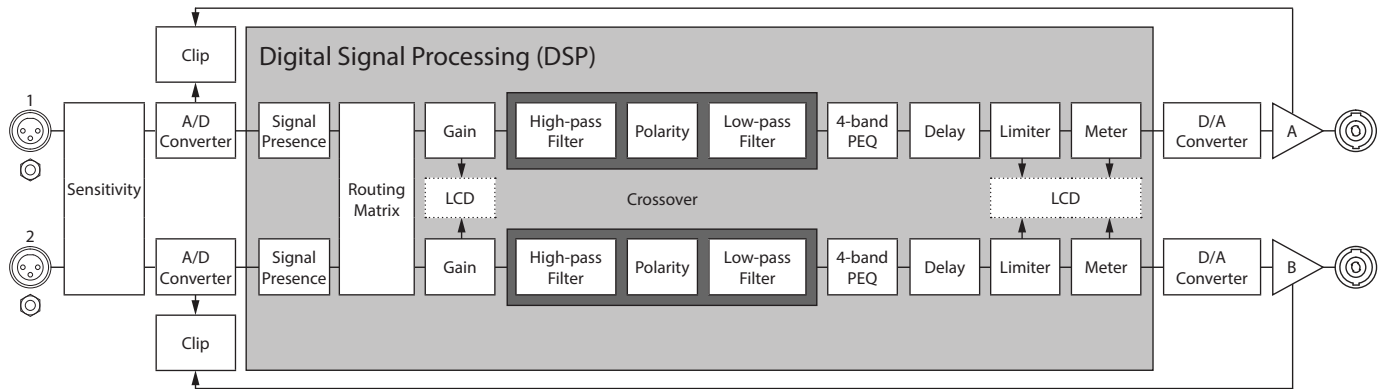 Clip
Digital Signal Processing (DSP)
1
A/D
Converter
Signal
Presence
Gain
High-pass
Filter
Polarity
Low-pass
Filter
4-band
PEQ
Delay
Limiter
Meter
D/A
Converter
A
Sensitivity
Routing
Matrix
LCD
Crossover
LCD
2
A/D
Converter
Signal
Presence
Gain
High-pass
Filter
Polarity
Low-pass
Filter
4-band
PEQ
Delay
Limiter
Meter
D/A
Converter
B
Clip